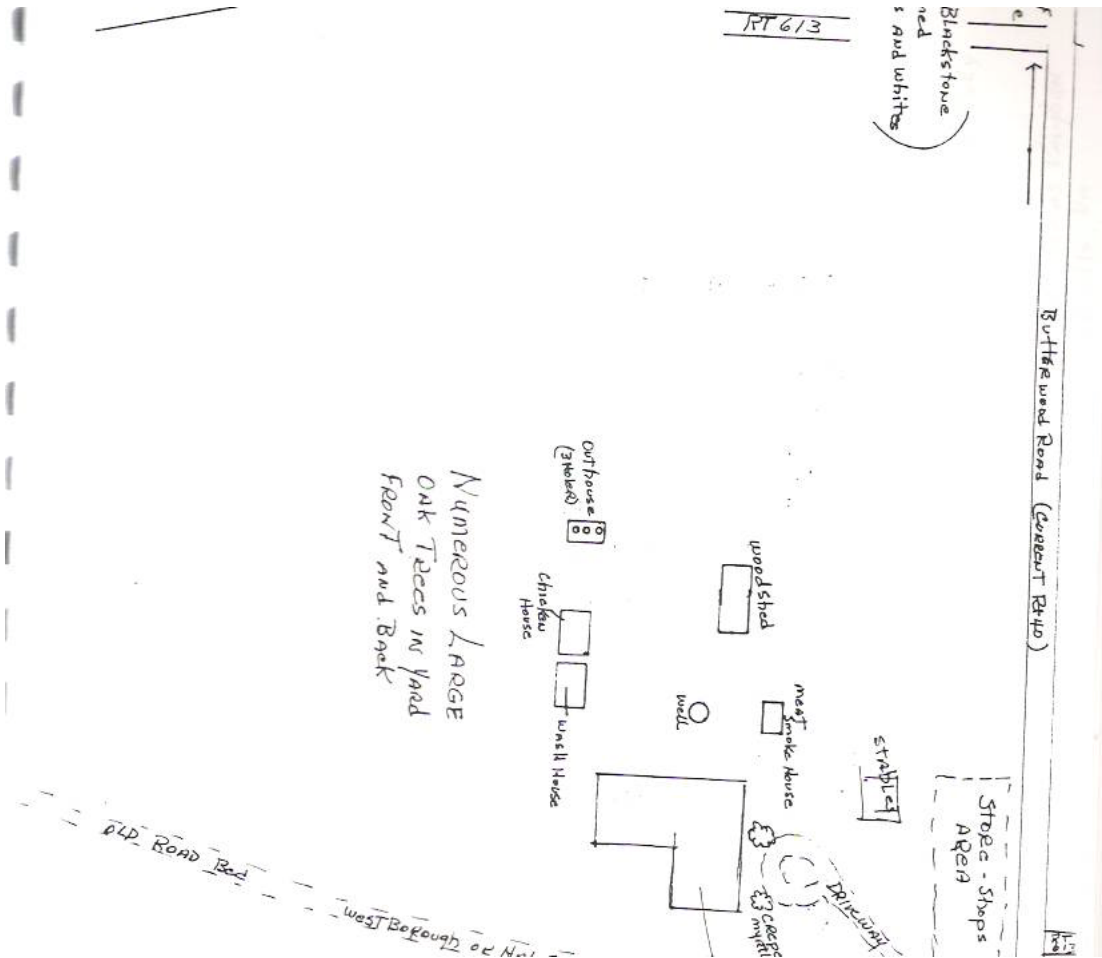 RT 613
Blackstone
s AND whites
Butterwood Road (CURRENT Rt 40)
Outhouse
(3 Holer)
woodshed
Chicken
House
NUMEROUS LARGE
OAK Trees IN YARD
FRONT AND BACK
well
MEAT
Smoke House
WASH House
STABLES
STORE - Shops
AREA
DRIVEWAY
CREPE
OLD ROAD Bed
WESTBOROUGH OR